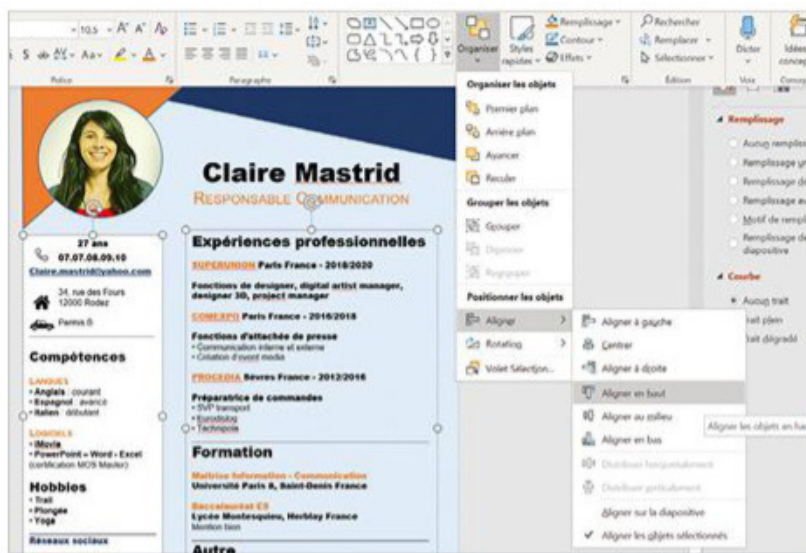 10,5
Rechercher
Remplacer
Sélectionner
Organiser
Styles
rapides
Remplissage
Contour
Effets
Dicter
Idées
Police
Paragraphe
Édition
Voix
Organiser les objets
Premier plan
Arrière plan
Avancer
Reculer
Grouper les objets
Grouper
Dissocier
Regrouper
Positionner les objets
Aligner
Rotating
Volet Sélection...
Aligner à gauche
Centrer
Aligner à droite
Aligner en haut
Aligner au milieu
Aligner en bas
Distribuer horizontalement
Distribuer verticalement
Aligner sur la diapositive
Aligner les objets sélectionnés
Aligner les objets en
Remplissage
Motif de
diapositive
Courbe
Aucun trait
Trait plein
Trait dégradé
Claire Mastrid
RESPONSABLE COMMUNICATION
27 ans
07.07.08.09.10
Claire.mastrid@yahoo.com
34, rue des Fours
12000 Rodez
Permis B
Compétences
LANGUES
• Anglais : courant
• Espagnol : avancé
• Italien : débutant
LOGICIELS
• iMovie
• PowerPoint – Word - Excel
(certification MOS Master)
Hobbies
• Trail
• Plongée
• Yoga
Réseaux sociaux
Expériences professionnelles
SUPERUNION Paris France - 2018/2020
Fonctions de designer, digital artist manager,
designer 3D, project manager
COMEXPO Paris France - 2016/2018
Fonctions d'attachée de presse
• Communication interne et externe
• Création d'event media
PROCEDIA Sèvres France - 2012/2016
Préparatrice de commandes
• SVP transport
• Eurodislog
• Technipola
Formation
Maîtrise Information - Communication
Université Paris 8, Saint-Denis France
Baccalauréat ES
Lycée Montesquieu, Herblay France
Mention bien
Autre